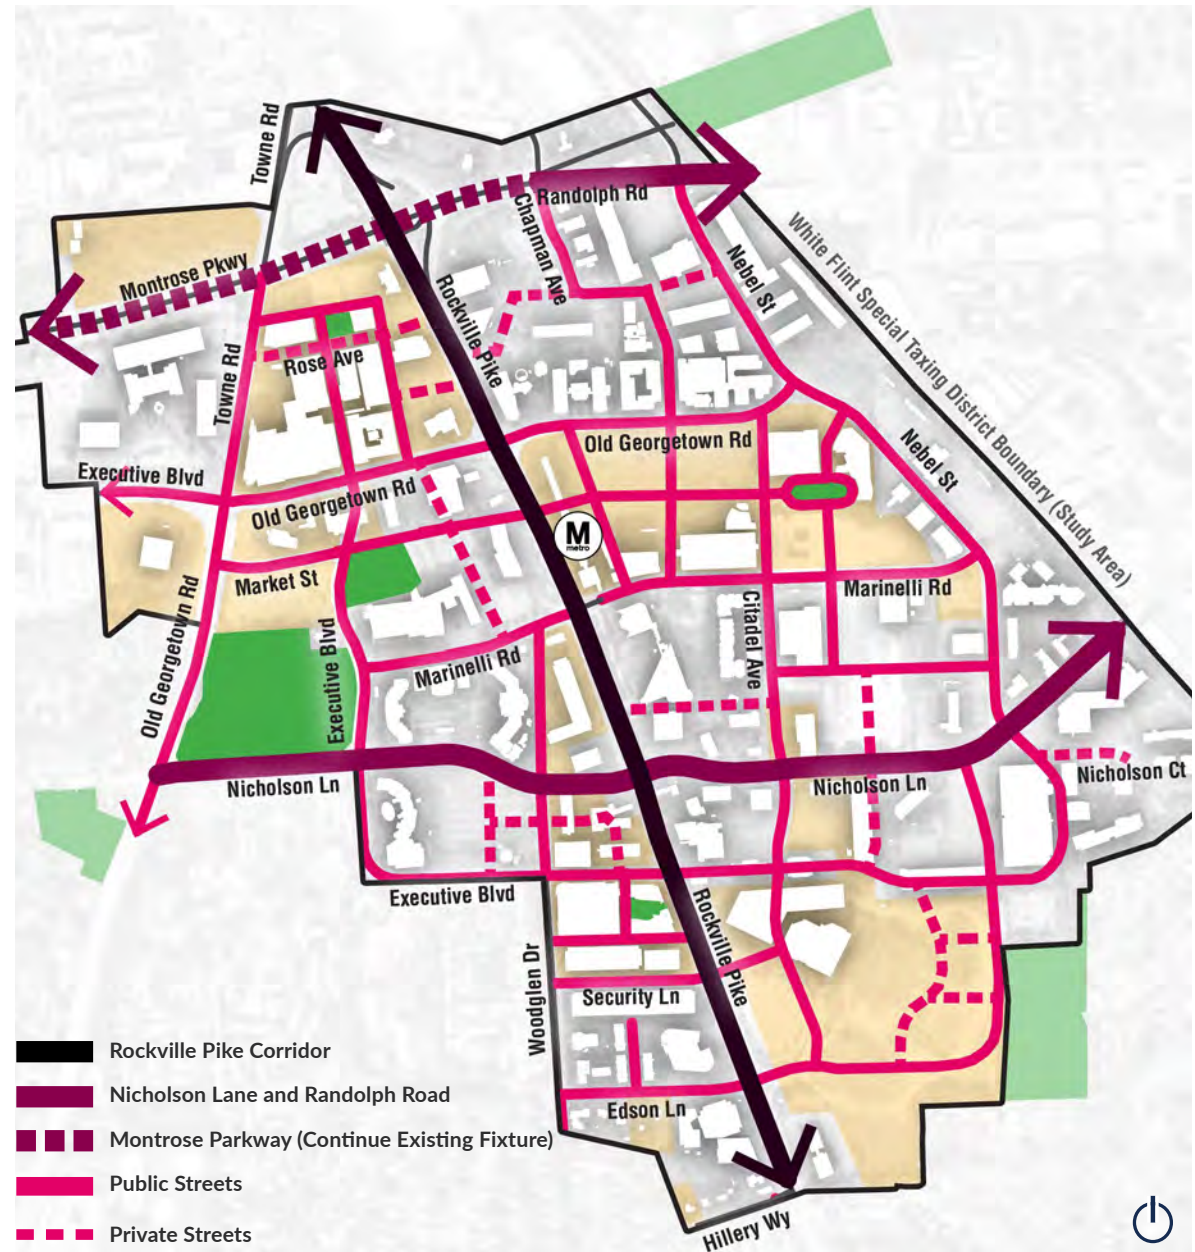 Towne Rd
Randolph Rd
Chapman Ave
Montrose Pkwy
Nebel St
White Flint Special Taxing District Boundary (Study Area)
Rockville Pike
Towne Rd
Rose Ave
Old Georgetown Rd
Nebel St
Executive Blvd
Old Georgetown Rd
M
metro
Market St
Marinelli Rd
Old Georgetown Rd
Executive Blvd
Marinelli Rd
Citadel Ave
Nicholson Ln
Nicholson Ln
Nicholson Ct
Executive Blvd
Rockville Pike
Woodglen Dr
Security Ln
Edson Ln
Hillery Wy
Rockville Pike Corridor
Nicholson Lane and Randolph Road
Montrose Parkway (Continue Existing Fixture)
Public Streets
Private Streets